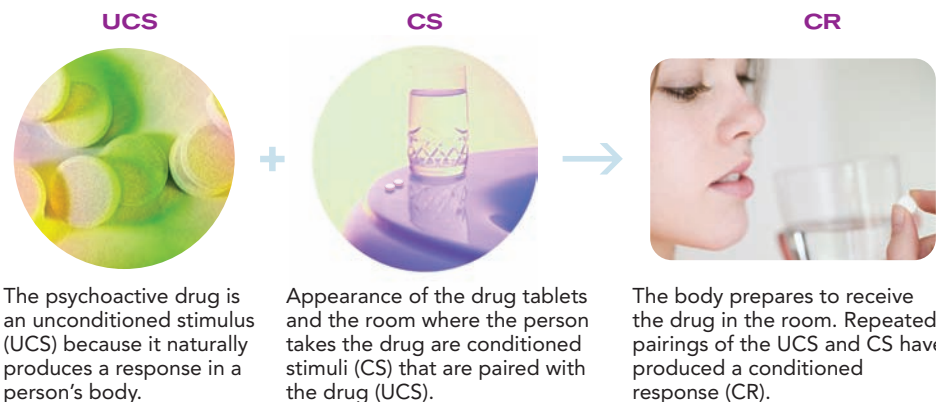 UCS
CS
CR
+
The psychoactive drug is
an unconditioned stimulus
(UCS) because it naturally
produces a response in a
person's body.
Appearance of the drug tablets
and the room where the person
takes the drug are conditioned
stimuli (CS) that are paired with
the drug (UCS).
The body prepares to receive
the drug in the room. Repeated
pairings of the UCS and CS have
produced a conditioned
response (CR).